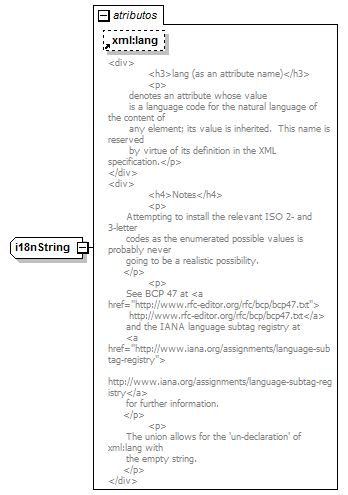 atributos
xml:lang
<div>
<h3>lang (as an attribute name)</h3>
<p>
denotes an attribute whose value
is a language code for the natural language of
the content of
any element; its value is inherited.  This name is
reserved
by virtue of its definition in the XML
specification.</p>
</div>
<div>
<h4>Notes</h4>
<p>
Attempting to install the relevant ISO 2- and
3-letter
codes as the enumerated possible values is
probably never
going to be a realistic possibility.
</p>
<p>
See BCP 47 at <a
href="http://www.rfc-editor.org/rfc/bcp/bcp47.txt">
http://www.rfc-editor.org/rfc/bcp/bcp47.txt</a>
and the IANA language subtag registry at
<a
href="http://www.iana.org/assignments/language-sub
tag-registry">
http://www.iana.org/assignments/language-subtag-reg
istry</a>
for further information.
</p>
<p>
The union allows for the 'un-declaration' of
xml:lang with
the empty string.
</p>
</div>
i18nString